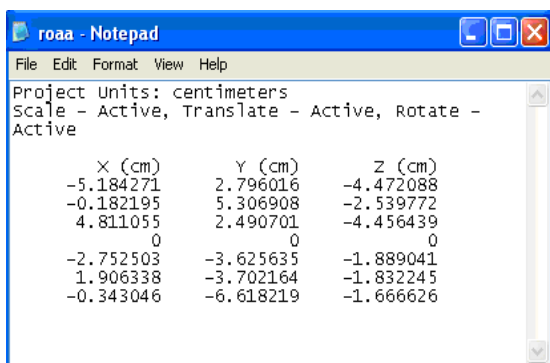 roaa - Notepad
File Edit Format View Help
Project Units: centimeters
Scale - Active, Translate - Active, Rotate -
Active
X (cm) Y (cm) Z (cm)
-5.184271 2.796016 -4.472088
-0.182195 5.306908 -2.539772
4.811055 2.490701 -4.456439
0 0 0
-2.752503 -3.625635 -1.889041
1.906338 -3.702164 -1.832245
-0.343046 -6.618219 -1.666626